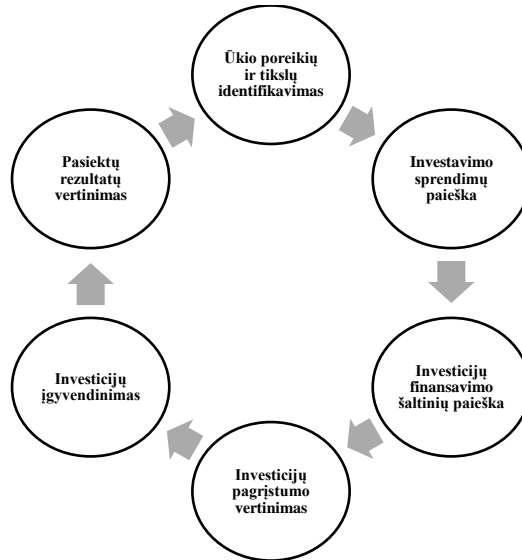 Ūkio poreikių
ir tikslų
identifikavimas
Investavimo
sprendimų
paieška
Investicijų
finansavimo
šaltinių paieška
Investicijų
pagrįstumo
vertinimas
Investicijų
įgyvendinimas
Pasiektų
rezultatų
vertinimas